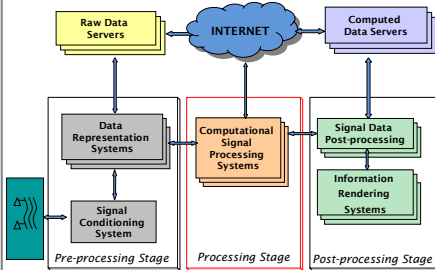 Raw Data
Servers
INTERNET
Computed
Data Servers
Data
Representation
Systems
Computational
Signal
Processing
Systems
Signal Data
Post-processing
Information
Rendering
Systems
Signal
Conditioning
System
Pre-processing Stage
Processing Stage
Post-processing Stage